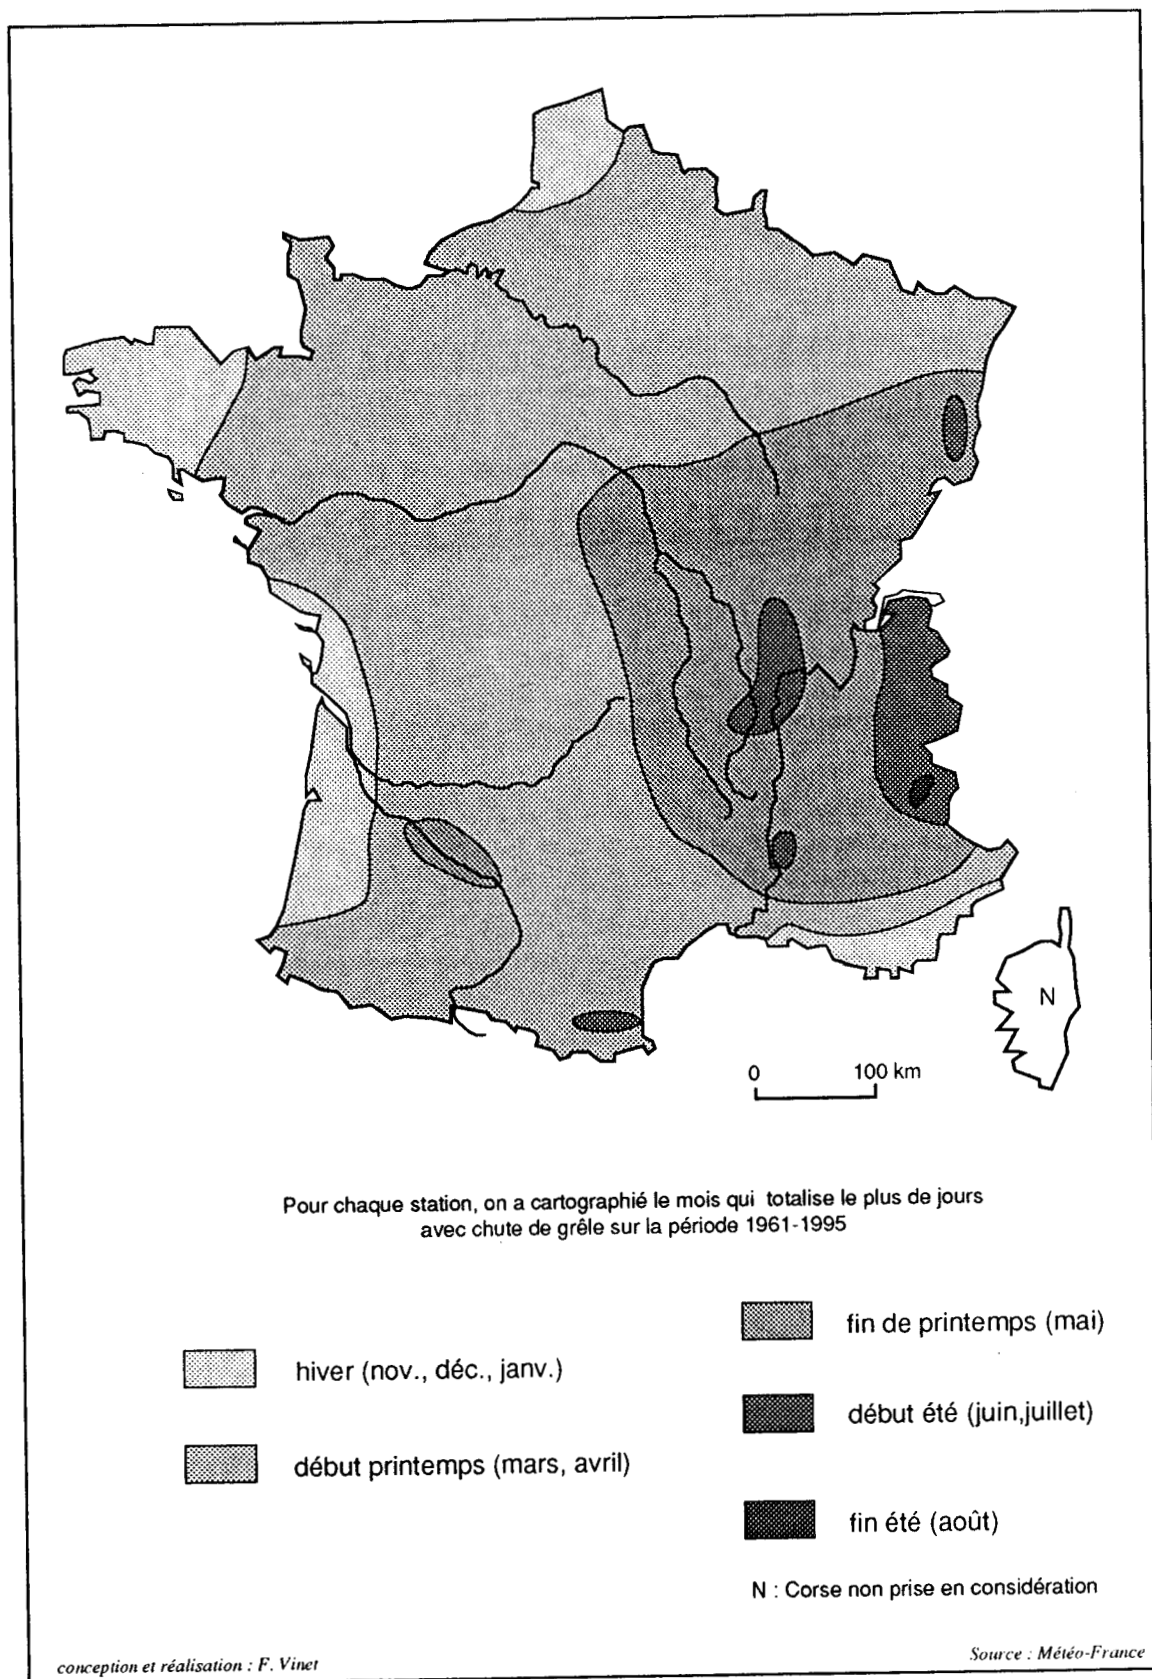 N
0 100 km
Pour chaque station, on a cartographié le mois qui totalise le plus de jours
avec chute de grêle sur la période 1961-1995
hiver (nov., déc., janv.)
début printemps (mars, avril)
fin de printemps (mai)
début été (juin,juillet)
fin été (août)
N : Corse non prise en considération
conception et réalisation : F. Vinet
Source : Météo-France